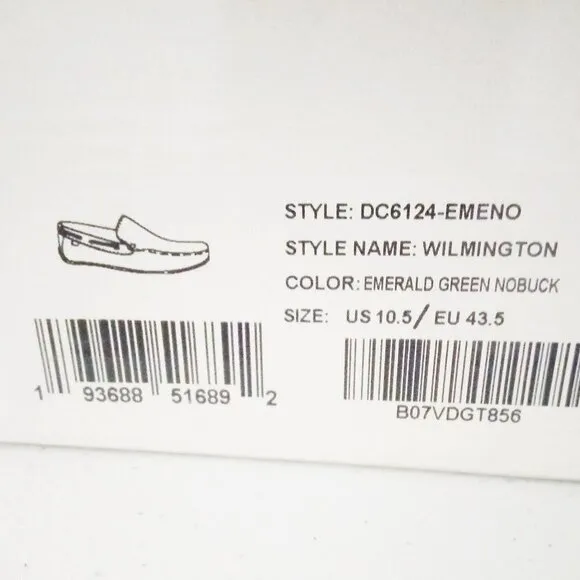 STYLE: DC6124-EMENO
STYLE NAME: WILMINGTON
COLOR: EMERALD GREEN NOBUCK
SIZE: US 10.5/ EU 43.5
1 93688 51689 2
B07VDGT856